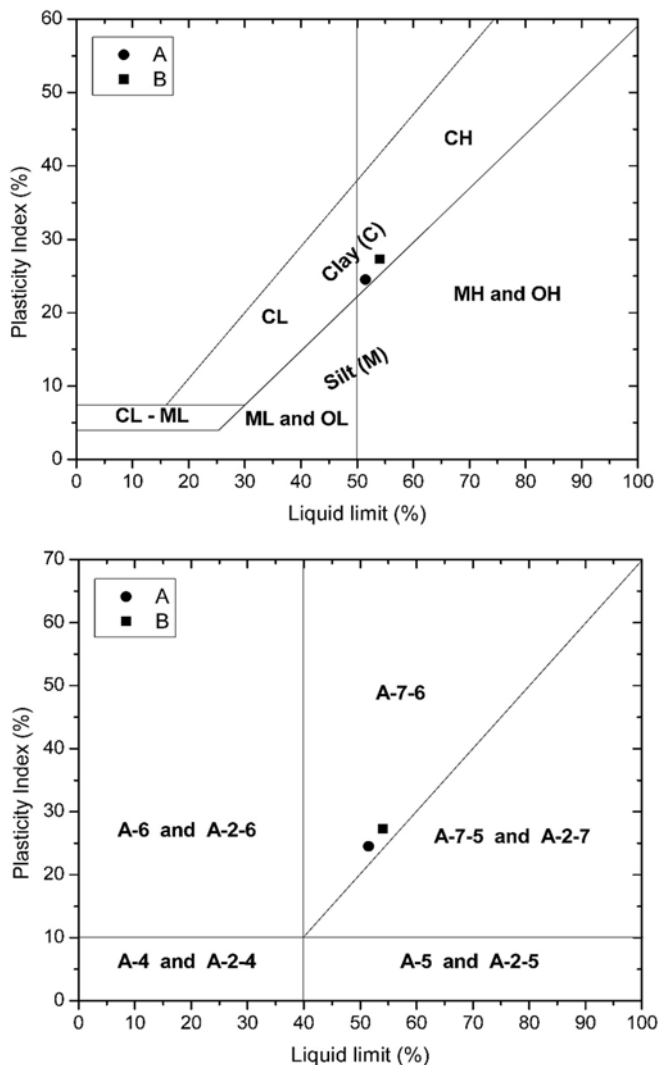 60
50
40
30
20
10
0
Plasticity Index (%)
A
B
CH
Clay (C)
CL
MH and OH
Silt (M)
CL - ML
ML and OL
0 10 20 30 40 50 60 70 80 90 100
Liquid limit (%)
70
60
50
40
30
20
10
0
Plasticity Index (%)
A
B
A-7-6
A-6 and A-2-6
A-7-5 and A-2-7
A-4 and A-2-4
A-5 and A-2-5
0 10 20 30 40 50 60 70 80 90 100
Liquid limit (%)